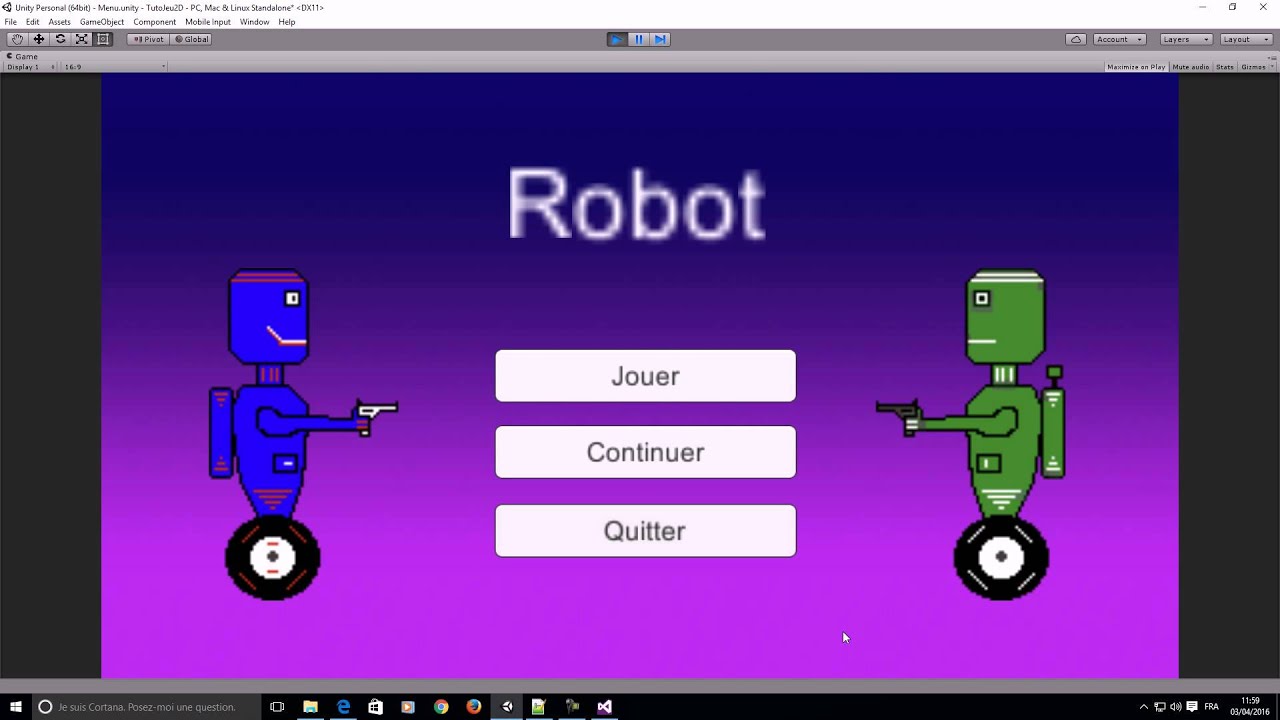 Unity Personal (64bit) - Menu.unity - TutoJeu2D - PC, Mac & Linux Standalone* <DX11>
File Edit Assets GameObject Component Mobile Input Window Help
Pivot Global Account Layers Layout
Game
Display 1 16:9 Maximize on Play Mute audio Stats Gizmos
Robot
Jouer
Continuer
Quitter
Je suis Cortana. Posez-moi une question. FRA 11:59
03/04/2016